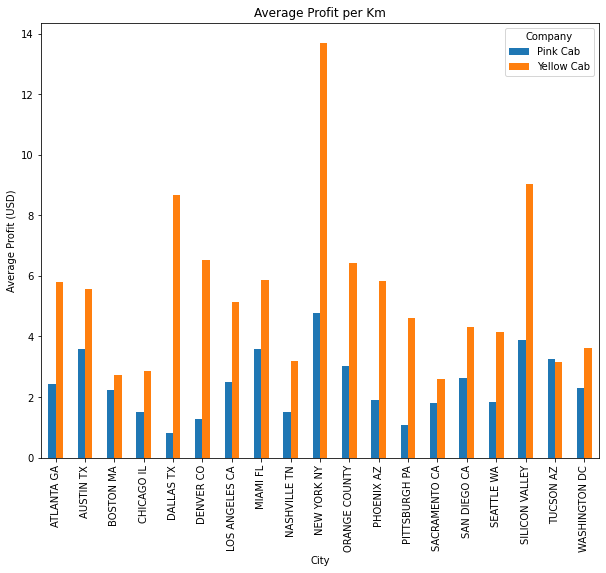 Average Profit per Km
Company
Pink Cab
Yellow Cab
Average Profit (USD)
14
12
10
8
6
4
2
0
ATLANTA GA
AUSTIN TX
BOSTON MA
CHICAGO IL
DALLAS TX
DENVER CO
LOS ANGELES CA
MIAMI FL
NASHVILLE TN
NEW YORK NY
ORANGE COUNTY
PHOENIX AZ
PITTSBURGH PA
SACRAMENTO CA
SAN DIEGO CA
SEATTLE WA
SILICON VALLEY
TUCSON AZ
WASHINGTON DC
City